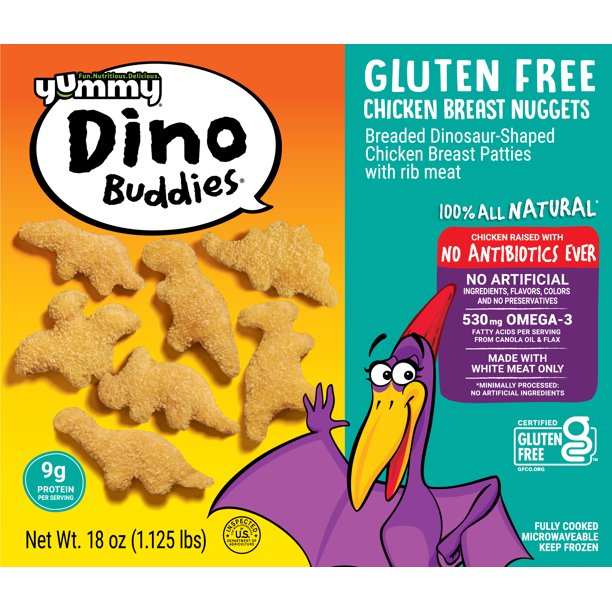 Fun.Nutritious.Delicious.
yummy®
Dino
Buddies®
GLUTEN FREE
CHICKEN BREAST NUGGETS
Breaded Dinosaur-Shaped
Chicken Breast Patties
with rib meat
100% ALL NATURAL*
CHICKEN RAISED WITH
NO ANTIBIOTICS EVER
NO ARTIFICIAL
INGREDIENTS, FLAVORS, COLORS
AND NO PRESERVATIVES
530mg OMEGA-3
FATTY ACIDS PER SERVING
FROM CANOLA OIL & FLAX
MADE WITH
WHITE MEAT ONLY
*MINIMALLY PROCESSED:
NO ARTIFICIAL INGREDIENTS
CERTIFIED
GLUTEN
FREE
GFCO.ORG
9g
PROTEIN
PER SERVING
Net Wt. 18 oz (1.125 lbs)
INSPECTED
U.S.
DEPARTMENT OF
AGRICULTURE
FULLY COOKED
MICROWAVEABLE
KEEP FROZEN